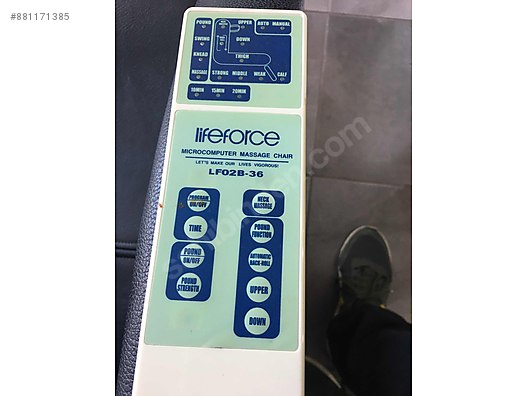 #881171385
POUND
UPPER
AUTO MANUAL
SWING
DOWN
KNEAD
THIGH
MASSAGE
STRONG MIDDLE WEAK CALF
10MIN 15MIN 20MIN
lifeforce
MICROCOMPUTER MASSAGE CHAIR
LET'S MAKE OUR LIVES VIGOROUS!
LF02B-36
PROGRAM
ON/OFF
TIME
POUND
ON/OFF
POUND
STRENGTH
NECK
MASSAGE
POUND
FUNCTION
AUTOMATIC
BACK-ROLL
UPPER
DOWN
sahibinden.com